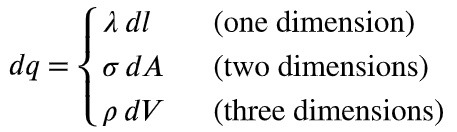 λ dl (one dimension)
dq = { σ dA (two dimensions)
ρ dV (three dimensions)